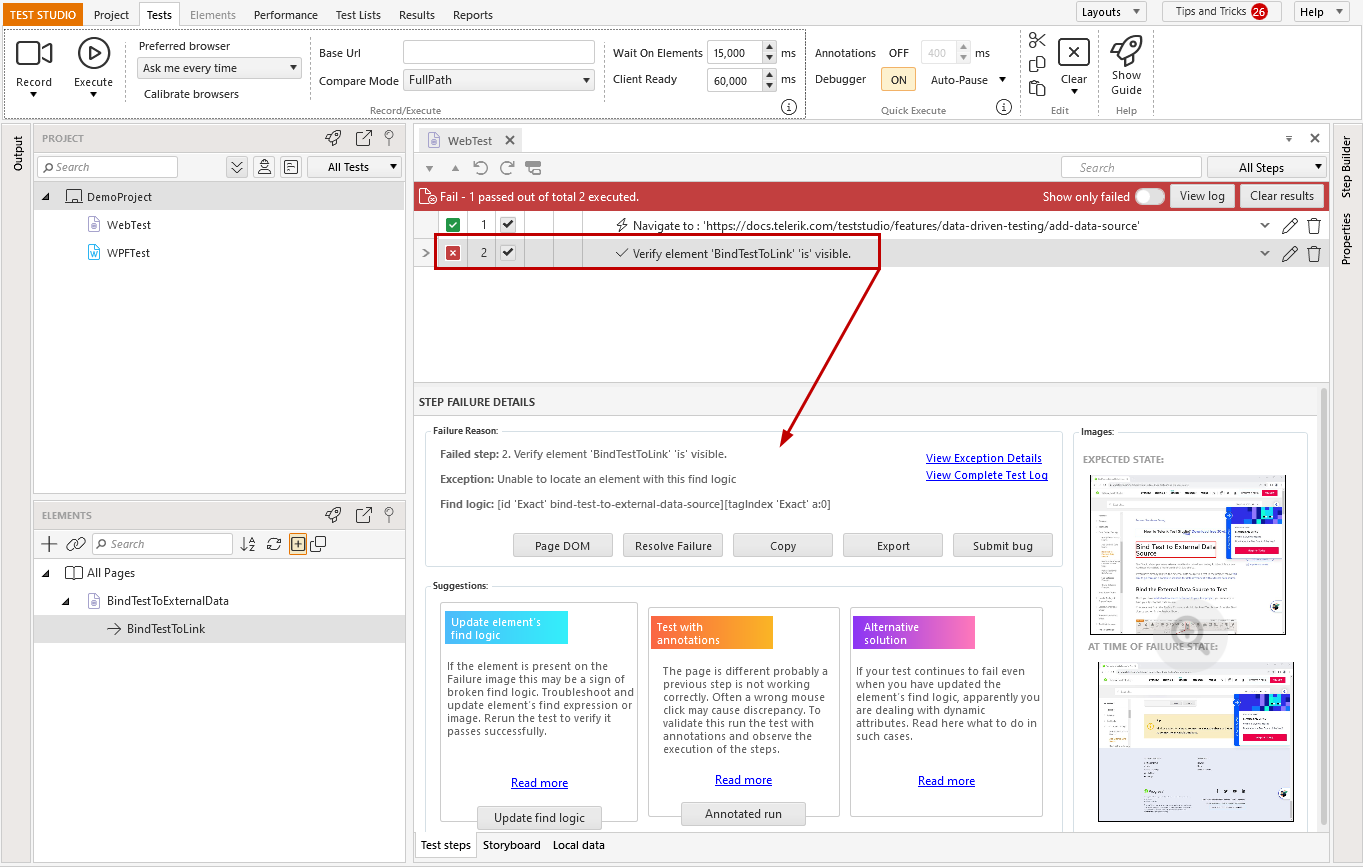 TEST STUDIO
Project
Tests
Elements
Performance
Test Lists
Results
Reports
Layouts
Tips and Tricks 26
Help
Record
Execute
Preferred browser
Ask me every time
Calibrate browsers
Base Url
Compare Mode FullPath
Wait On Elements 15,000 ms
Client Ready 60,000 ms
Record/Execute
Annotations OFF 400 ms
Debugger ON Auto-Pause
Quick Execute
Clear
Edit
Show
Guide
Help
Output
PROJECT
Search
All Tests
DemoProject
WebTest
WPFTest
ELEMENTS
Search
All Pages
BindTestToExternalData
BindTestToLink
WebTest
Search
All Steps
Fail - 1 passed out of total 2 executed.
Show only failed
View log
Clear results
1 Navigate to : 'https://docs.telerik.com/teststudio/features/data-driven-testing/add-data-source'
2 Verify element 'BindTestToLink' 'is' visible.
STEP FAILURE DETAILS
Failure Reason:
Failed step: 2. Verify element 'BindTestToLink' 'is' visible.
Exception: Unable to locate an element with this find logic
Find logic: [id 'Exact' bind-test-to-external-data-source][tagIndex 'Exact' a:0]
View Exception Details
View Complete Test Log
Page DOM
Resolve Failure
Copy
Export
Submit bug
Suggestions:
Update element's
find logic
If the element is present on the
Failure image this may be a sign of
broken find logic. Troubleshoot and
update element's find expression or
image. Rerun the test to verify it
passes successfully.
Read more
Update find logic
Test with
annotations
The page is different probably a
previous step is not working
correctly. Often a wrong mouse
click may cause discrepancy. To
validate this run the test with
annotations and observe the
execution of the steps.
Read more
Annotated run
Alternative
solution
If your test continues to fail even
when you have updated the
element's find logic, apparently you
are dealing with dynamic
attributes. Read here what to do in
such cases.
Read more
Images:
EXPECTED STATE:
Bind Test to External Data
Source
Bind the External Data Source to Test
AT TIME OF FAILURE STATE:
Test steps
Storyboard
Local data
Step Builder
Properties